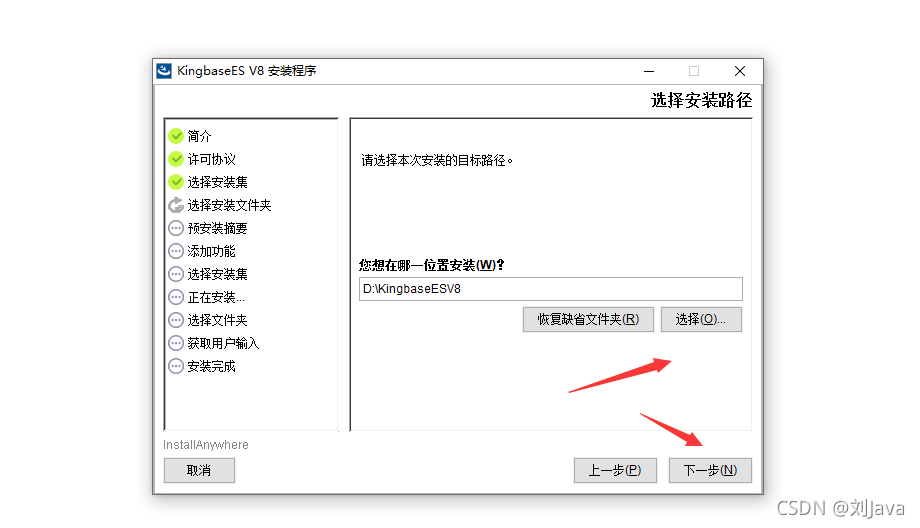 KingbaseES V8 安装程序
选择安装路径
简介
许可协议
选择安装集
选择安装文件夹
预安装摘要
添加功能
选择安装集
正在安装...
选择文件夹
获取用户输入
安装完成
请选择本次安装的目标路径。
您想在哪一位置安装(W)?
D:\KingbaseESV8
恢复缺省文件夹(R) 选择(O)...
InstallAnywhere
取消 上一步(P) 下一步(N)
CSDN @刘Java